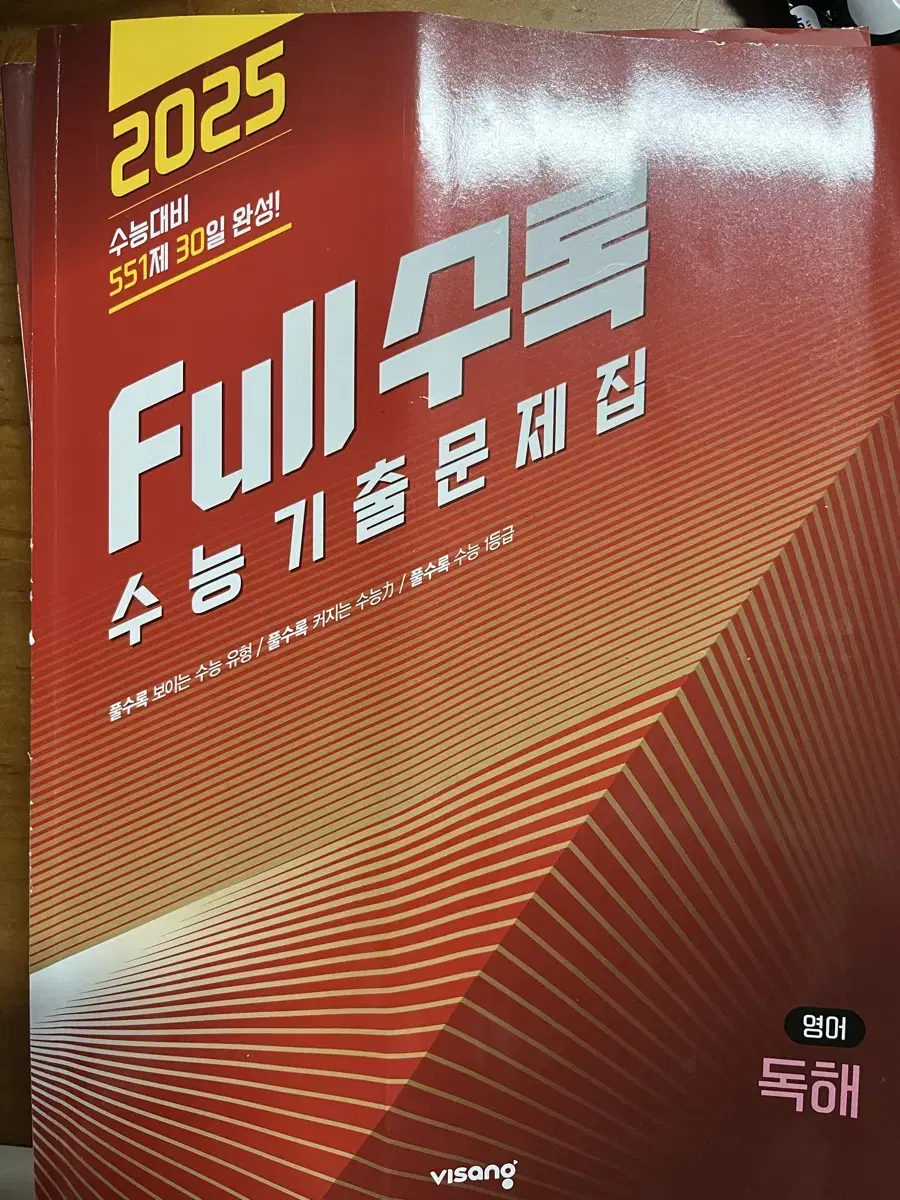 2025
수능대비
551제 30일 완성!
Full수록
수능기출문제집
풀수록 보이는 수능 유형 / 풀수록 커지는 수능力 / 풀수록 수능 1등급
영어
독해
visang